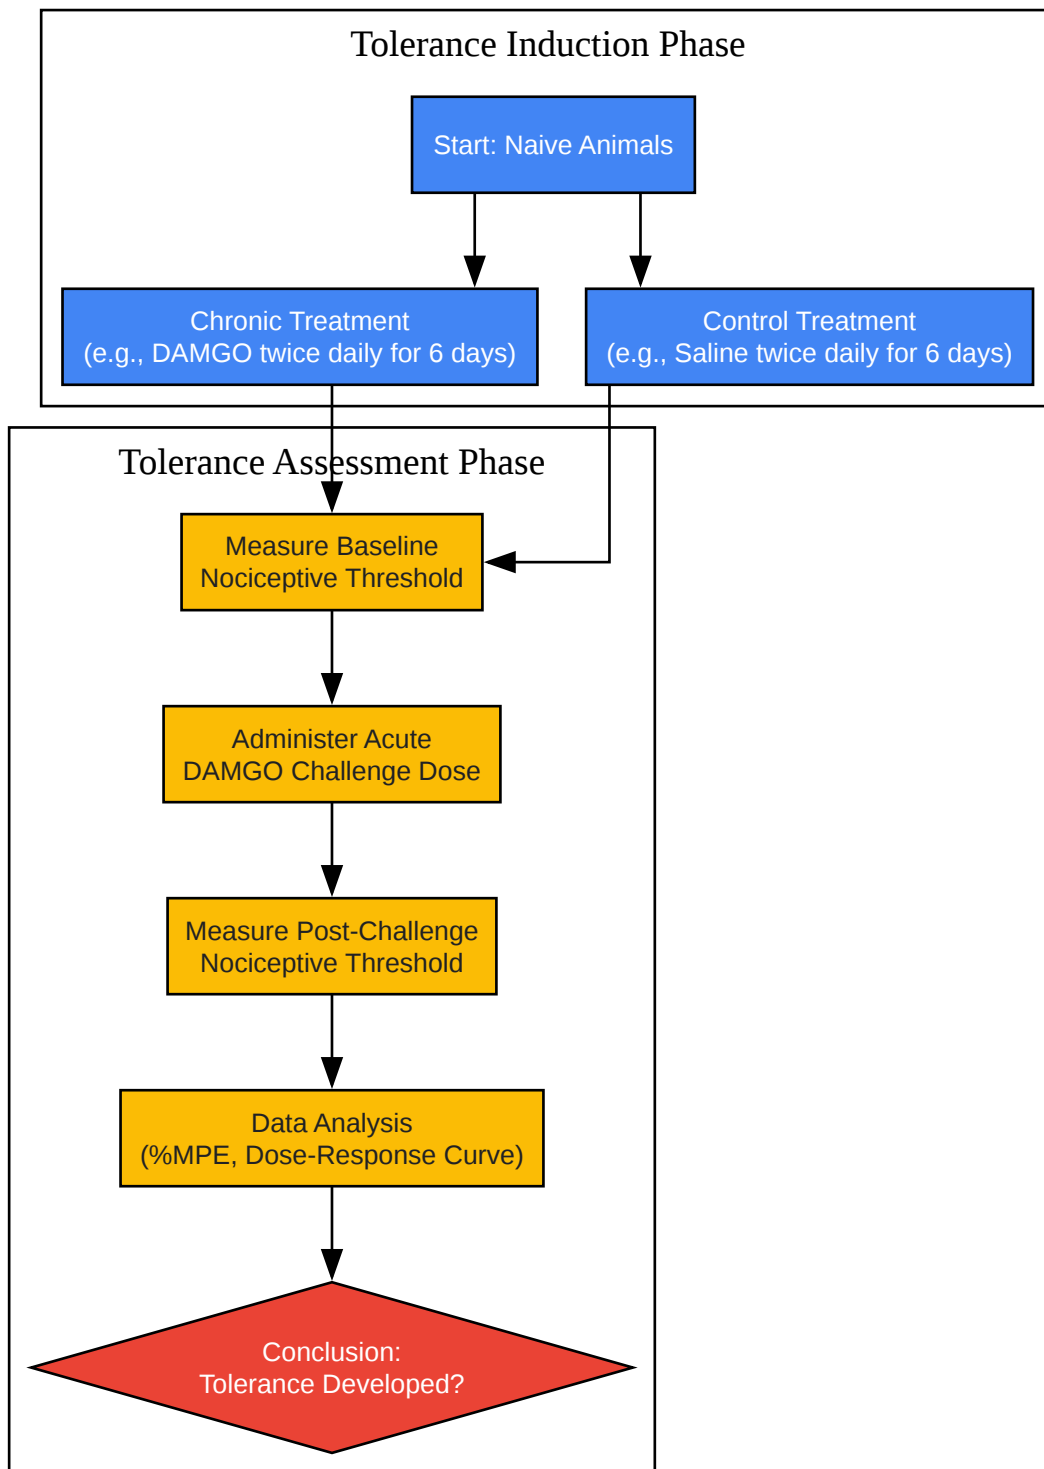 Tolerance Induction Phase
Start: Naive Animals
Chronic Treatment
(e.g., DAMGO twice daily for 6 days)
Control Treatment
(e.g., Saline twice daily for 6 days)
Tolerance Assessment Phase
Measure Baseline
Nociceptive Threshold
Administer Acute
DAMGO Challenge Dose
Measure Post-Challenge
Nociceptive Threshold
Data Analysis
(%MPE, Dose-Response Curve)
Conclusion:
Tolerance Developed?